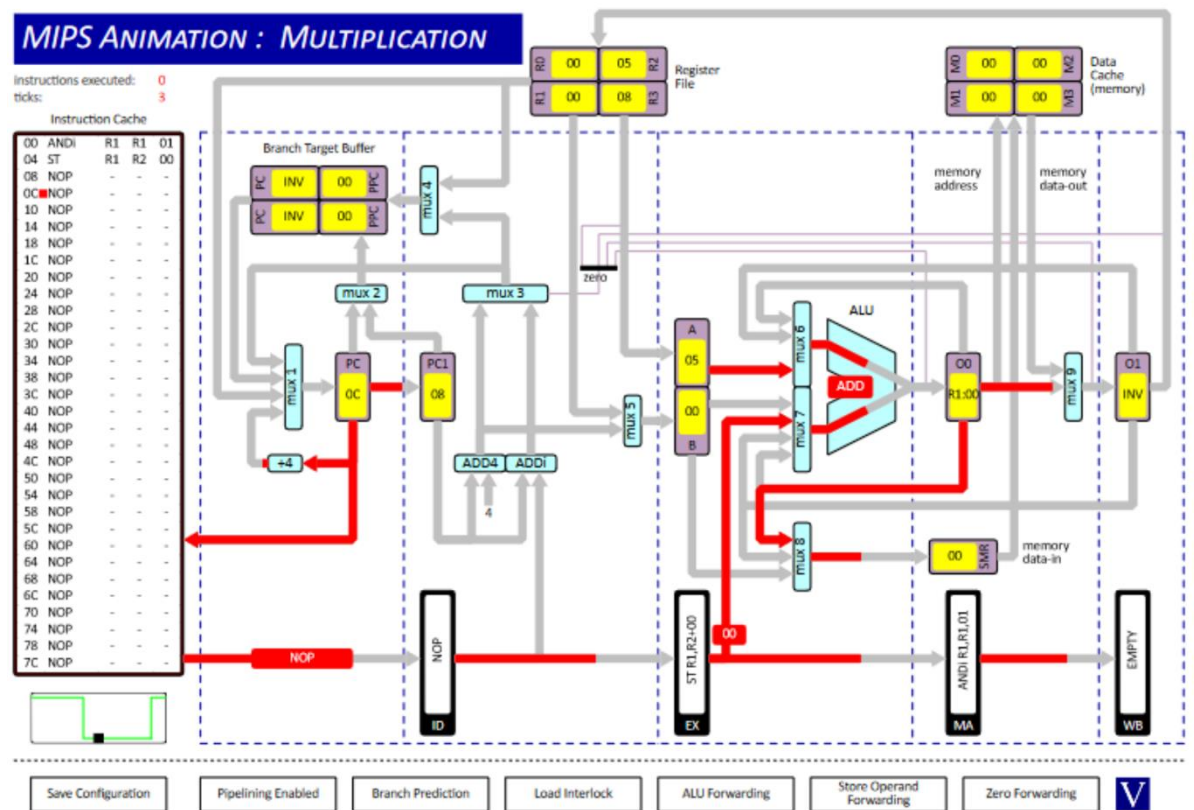 MIPS ANIMATION : MULTIPLICATION
instructions executed: 0
ticks: 3
Instruction Cache
00 ANDi R1 R1 01
04 ST R1 R2 00
08 NOP - - -
0C NOP - - -
10 NOP - - -
14 NOP - - -
18 NOP - - -
1C NOP - - -
20 NOP - - -
24 NOP - - -
28 NOP - - -
2C NOP - - -
30 NOP - - -
34 NOP - - -
38 NOP - - -
3C NOP - - -
40 NOP - - -
44 NOP - - -
48 NOP - - -
4C NOP - - -
50 NOP - - -
54 NOP - - -
58 NOP - - -
5C NOP - - -
60 NOP - - -
64 NOP - - -
68 NOP - - -
6C NOP - - -
70 NOP - - -
74 NOP - - -
78 NOP - - -
7C NOP - - -
R0 00 05 R2
R1 00 08 R3
Register
File
M0 00 00 M2
M1 00 00 M3
Data
Cache
(memory)
Branch Target Buffer
PC INV 00 PPC
PC INV 00 PPC
mux 4
memory
address
memory
data-out
zero
mux 2
mux 3
mux 1
PC
0C
PC1
08
+4
ADD4
ADDi
4
mux 5
A
05
00
B
mux 6
mux 7
ALU
ADD
O0
R1:00
mux 9
O1
INV
mux 8
00
SMR
memory
data-in
NOP
NOP
ID
ST R1,R2+00
EX
00
ANDi R1,R1,01
MA
EMPTY
WB
Save Configuration
Pipelining Enabled
Branch Prediction
Load Interlock
ALU Forwarding
Store Operand
Forwarding
Zero Forwarding
V